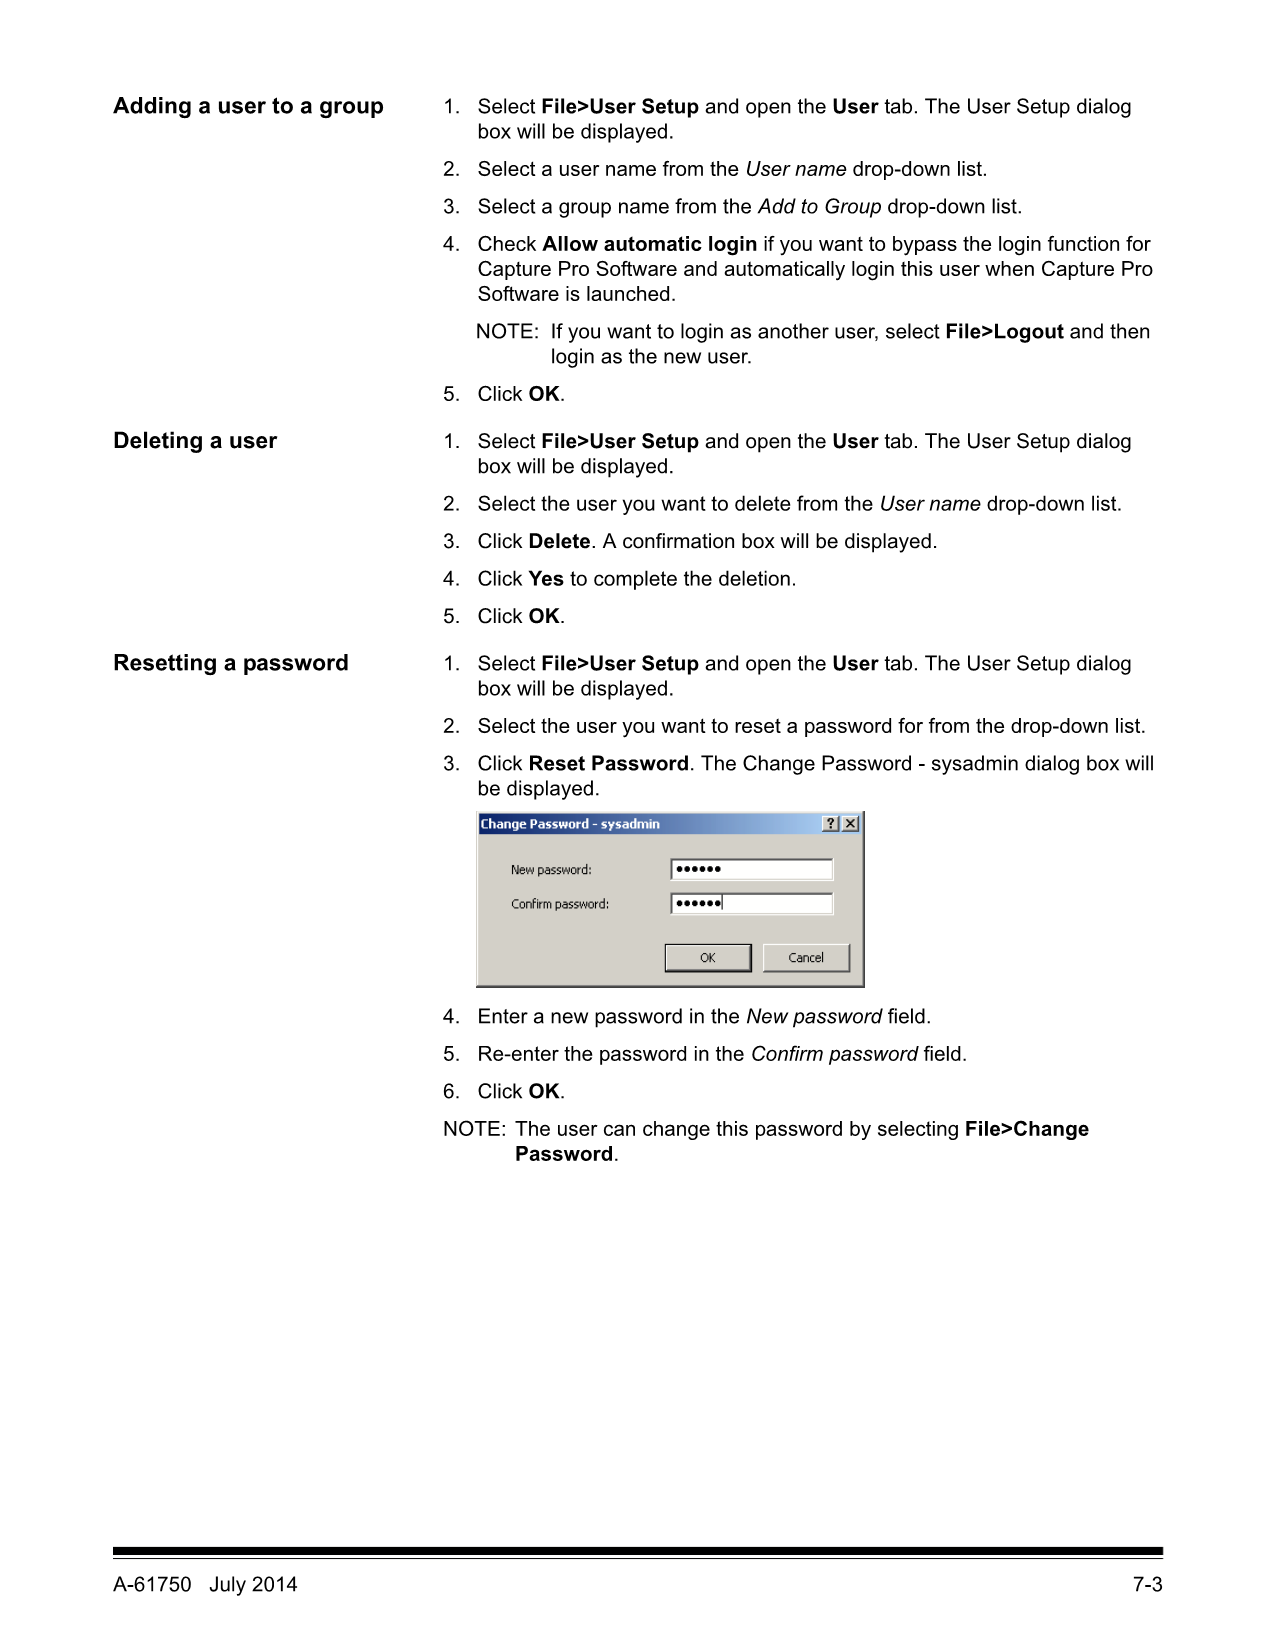 Adding a user to a group
1. Select File>User Setup and open the User tab. The User Setup dialog
box will be displayed.
2. Select a user name from the User name drop-down list.
3. Select a group name from the Add to Group drop-down list.
4. Check Allow automatic login if you want to bypass the login function for
Capture Pro Software and automatically login this user when Capture Pro
Software is launched.
NOTE: If you want to login as another user, select File>Logout and then
login as the new user.
5. Click OK.
Deleting a user
1. Select File>User Setup and open the User tab. The User Setup dialog
box will be displayed.
2. Select the user you want to delete from the User name drop-down list.
3. Click Delete. A confirmation box will be displayed.
4. Click Yes to complete the deletion.
5. Click OK.
Resetting a password
1. Select File>User Setup and open the User tab. The User Setup dialog
box will be displayed.
2. Select the user you want to reset a password for from the drop-down list.
3. Click Reset Password. The Change Password - sysadmin dialog box will
be displayed.
Change Password - sysadmin
New password: ●●●●●●
Confirm password: ●●●●●●
OK Cancel
4. Enter a new password in the New password field.
5. Re-enter the password in the Confirm password field.
6. Click OK.
NOTE: The user can change this password by selecting File>Change
Password.
A-61750 July 2014 7-3